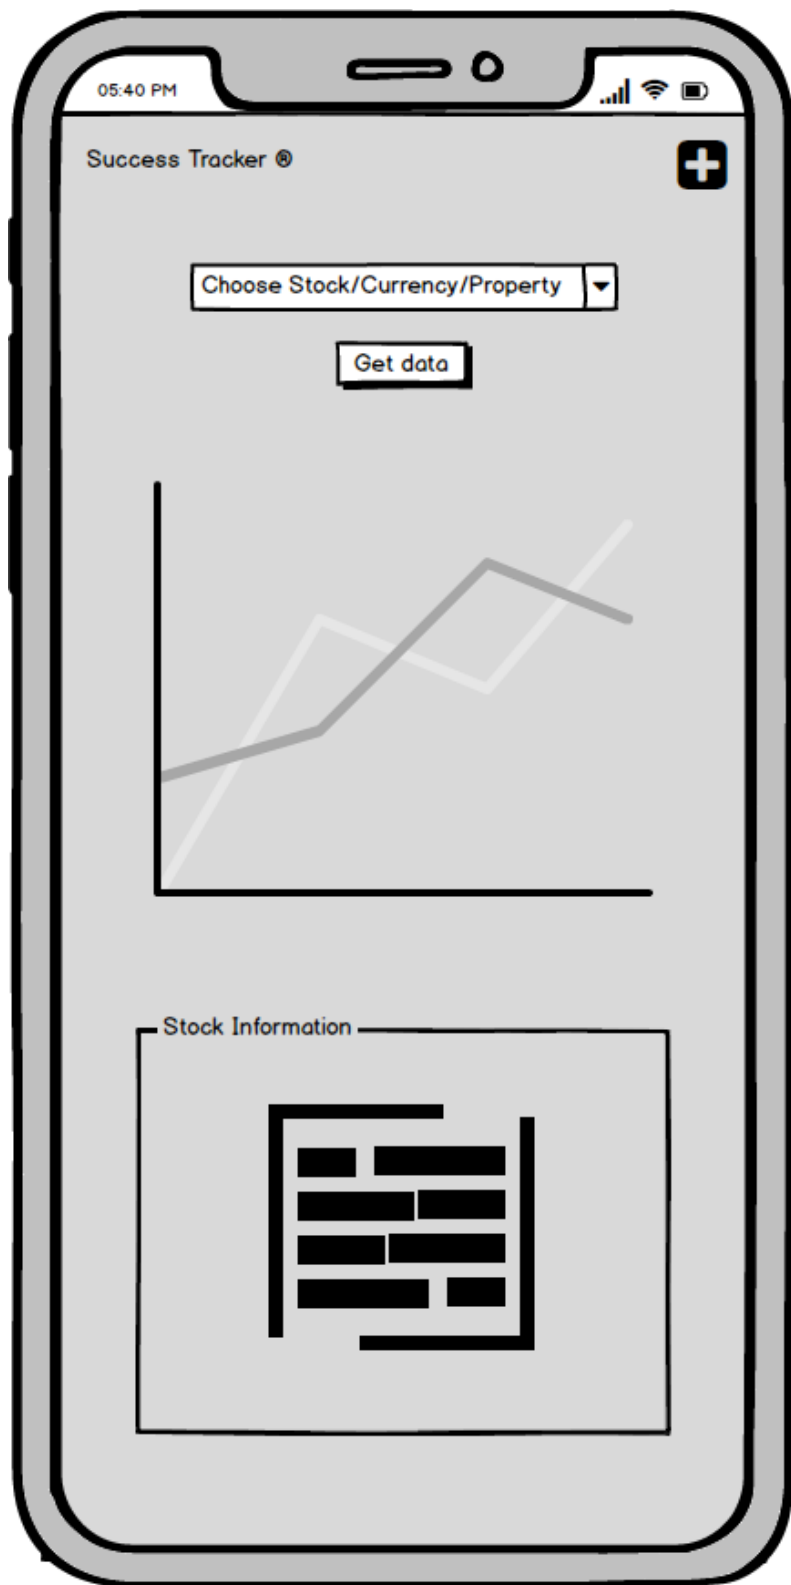 05:40 PM
Success Tracker ®
Choose Stock/Currency/Property
Get data
Stock Information